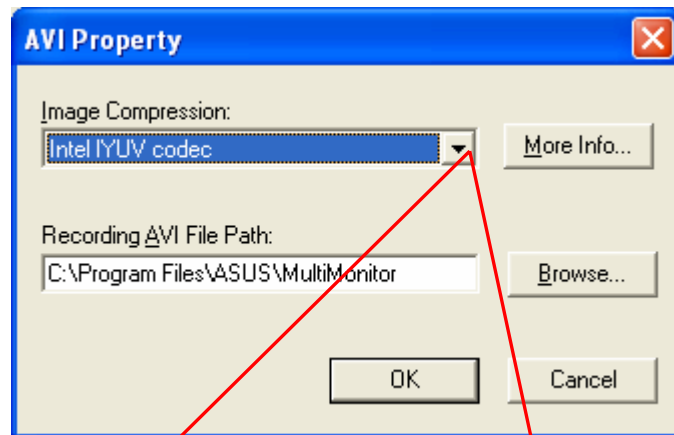 AVI Property
Image Compression:
Intel IYUV codec
More Info...
Recording AVI File Path:
C:\Program Files\ASUS\MultiMonitor
Browse...
OK
Cancel